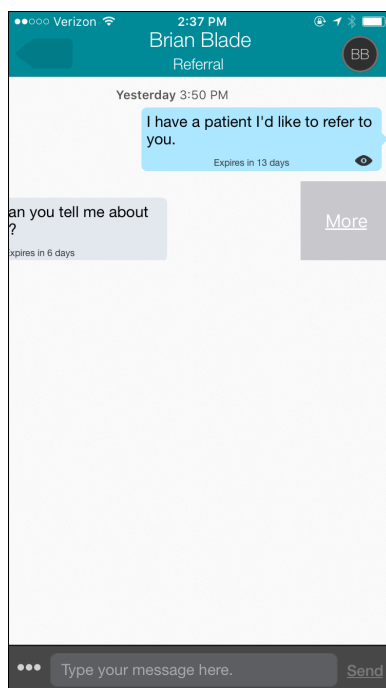 Verizon 2:37 PM
Brian Blade
Referral
BB
Yesterday 3:50 PM
I have a patient I'd like to refer to
you.
Expires in 13 days
an you tell me about
?
xpires in 6 days
More
Type your message here.
Send